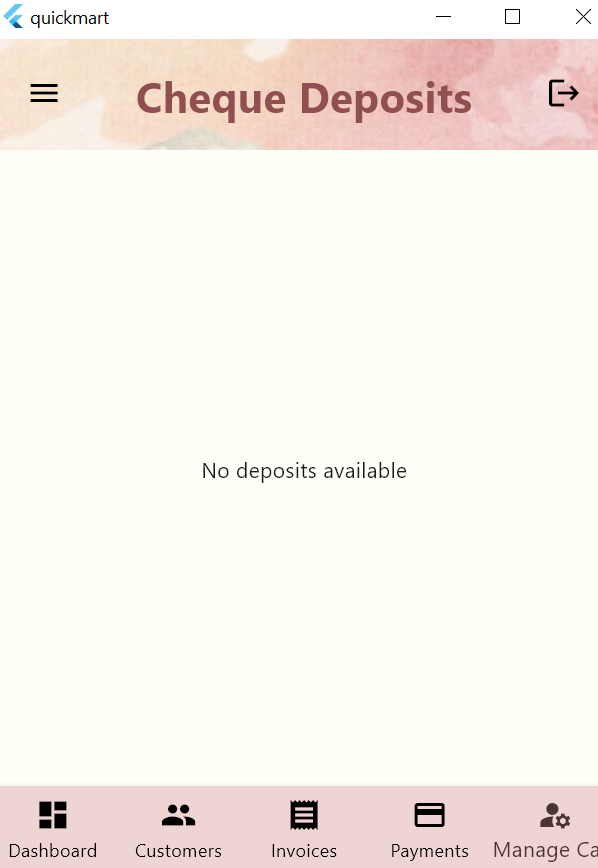 quickmart
Cheque Deposits
No deposits available
Dashboard Customers Invoices Payments Manage Ca